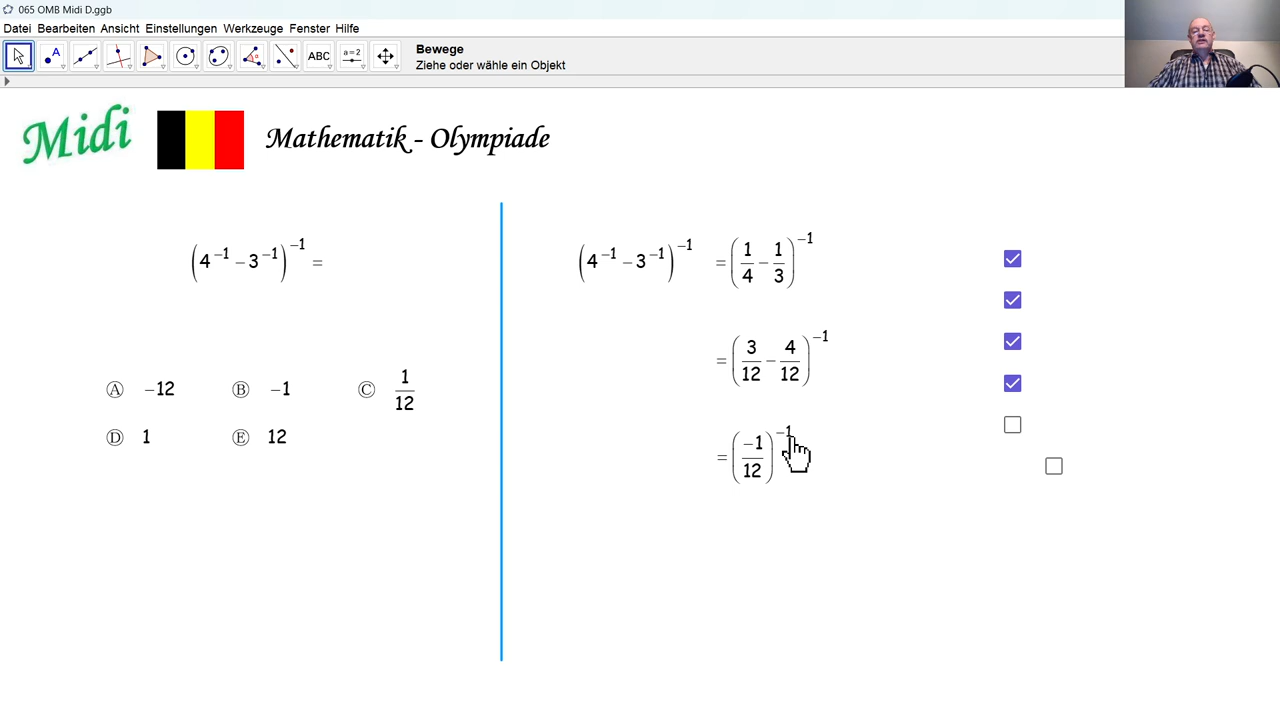 065 OMB Midi D.ggb
Datei Bearbeiten Ansicht Einstellungen Werkzeuge Fenster Hilfe
A ABC a=2 Bewege
Ziehe oder wähle ein Objekt
Midi Mathematik - Olympiade
(4⁻¹ – 3⁻¹)⁻¹ =
(4⁻¹ – 3⁻¹)⁻¹ = (1/4 – 1/3)⁻¹
= (3/12 – 4/12)⁻¹
Ⓐ –12 Ⓑ –1 Ⓒ 1/12
Ⓓ 1 Ⓔ 12
= (–1/12)⁻¹